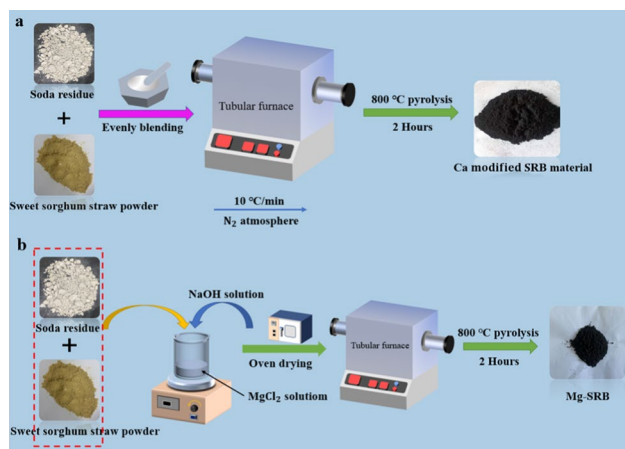 a
Soda residue
+
Sweet sorghum straw powder
Evenly blending
Tubular furnace
10 °C/min
N₂ atmosphere
800 °C pyrolysis
2 Hours
Ca modified SRB material
b
Soda residue
+
Sweet sorghum straw powder
NaOH solution
MgCl₂ solutiom
Oven drying
Tubular furnace
800 °C pyrolysis
2 Hours
Mg-SRB